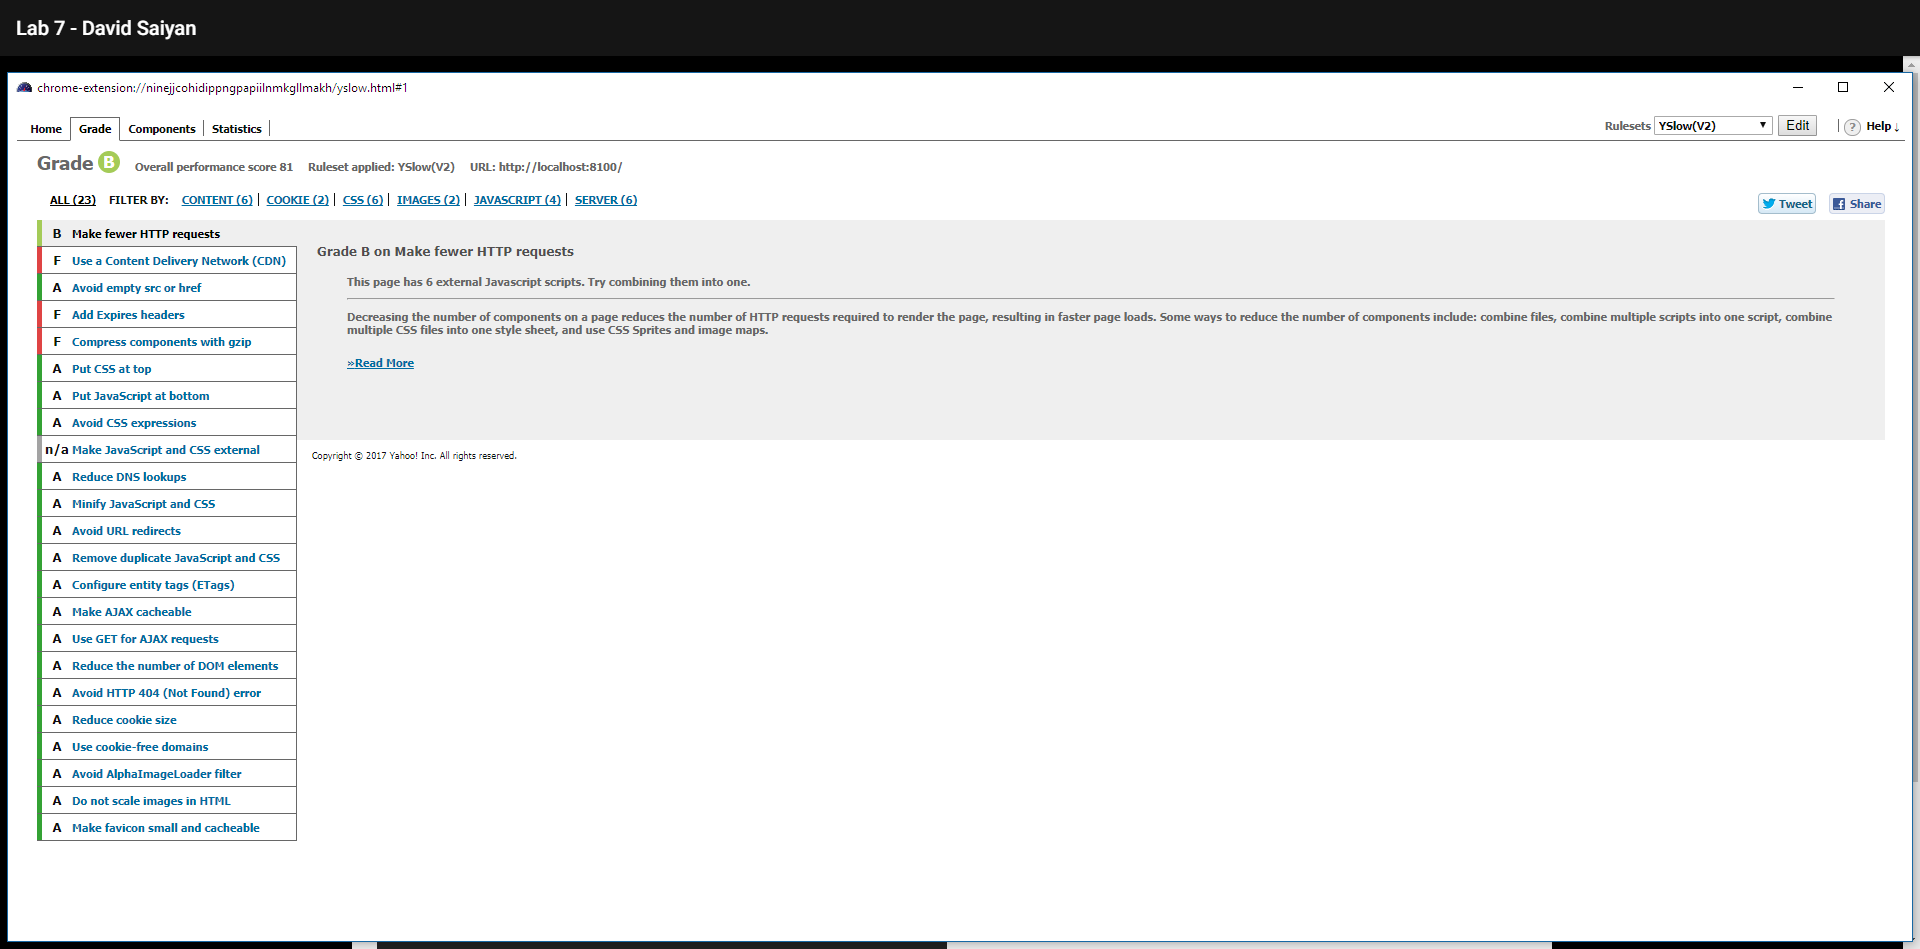 Lab 7 - David Saiyan
chrome-extension://ninejjcohidippngpapiilnmkgllmakh/yslow.html#1
Home Grade Components Statistics
Rulesets YSlow(V2) Edit ? Help ↓
Grade B Overall performance score 81 Ruleset applied: YSlow(V2) URL: http://localhost:8100/
ALL (23) FILTER BY: CONTENT (6) | COOKIE (2) | CSS (6) | IMAGES (2) | JAVASCRIPT (4) | SERVER (6)
Tweet Share
B Make fewer HTTP requests
F Use a Content Delivery Network (CDN)
A Avoid empty src or href
F Add Expires headers
F Compress components with gzip
A Put CSS at top
A Put JavaScript at bottom
A Avoid CSS expressions
n/a Make JavaScript and CSS external
A Reduce DNS lookups
A Minify JavaScript and CSS
A Avoid URL redirects
A Remove duplicate JavaScript and CSS
A Configure entity tags (ETags)
A Make AJAX cacheable
A Use GET for AJAX requests
A Reduce the number of DOM elements
A Avoid HTTP 404 (Not Found) error
A Reduce cookie size
A Use cookie-free domains
A Avoid AlphaImageLoader filter
A Do not scale images in HTML
A Make favicon small and cacheable
Grade B on Make fewer HTTP requests
This page has 6 external Javascript scripts. Try combining them into one.
Decreasing the number of components on a page reduces the number of HTTP requests required to render the page, resulting in faster page loads. Some ways to reduce the number of components include: combine files, combine multiple scripts into one script, combine
multiple CSS files into one style sheet, and use CSS Sprites and image maps.
»Read More
Copyright © 2017 Yahoo! Inc. All rights reserved.